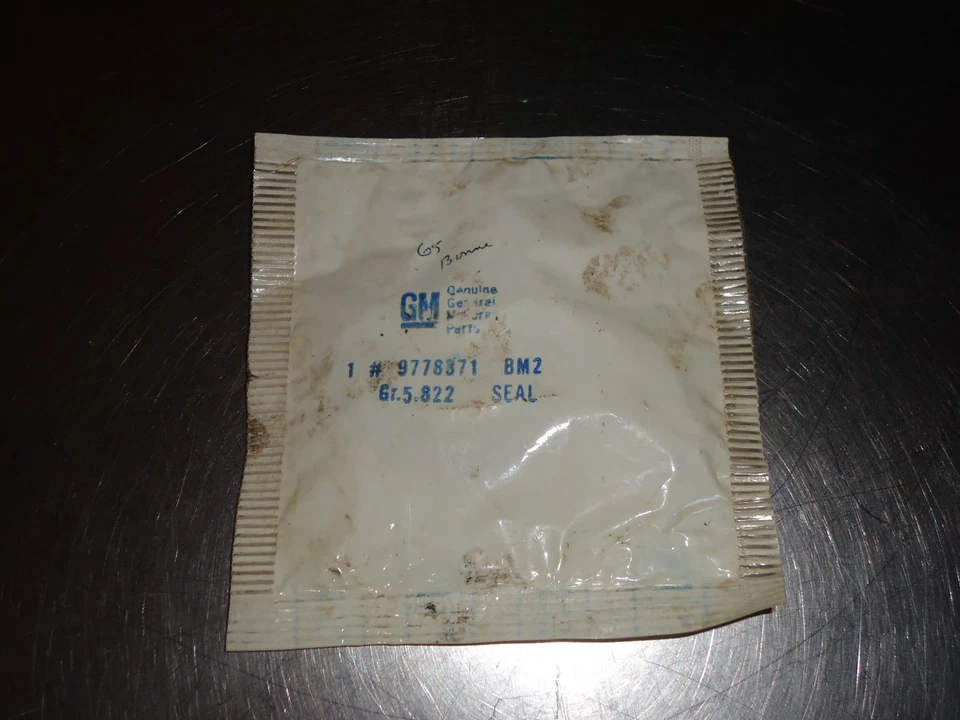 65
Bonne
GM
Genuine
General
Motors
Parts
1 # 9778371 BM2
Gr.5.822 SEAL